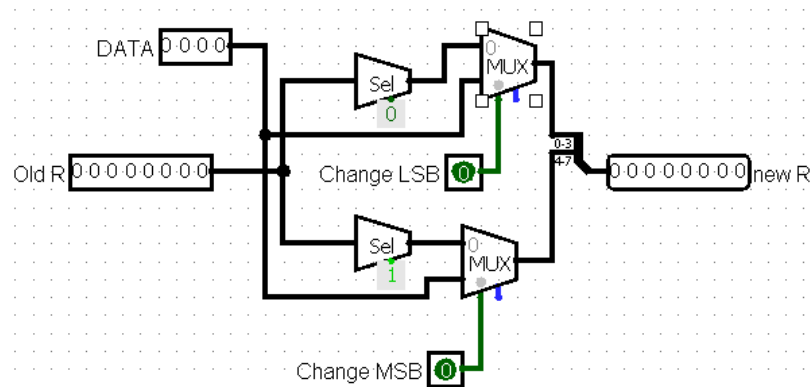 DATA 0000
0
MUX
Sel
0
0-3
4-7
Old R 00000000
Change LSB 0
00000000 new R
Sel
0
MUX
1
Change MSB 0